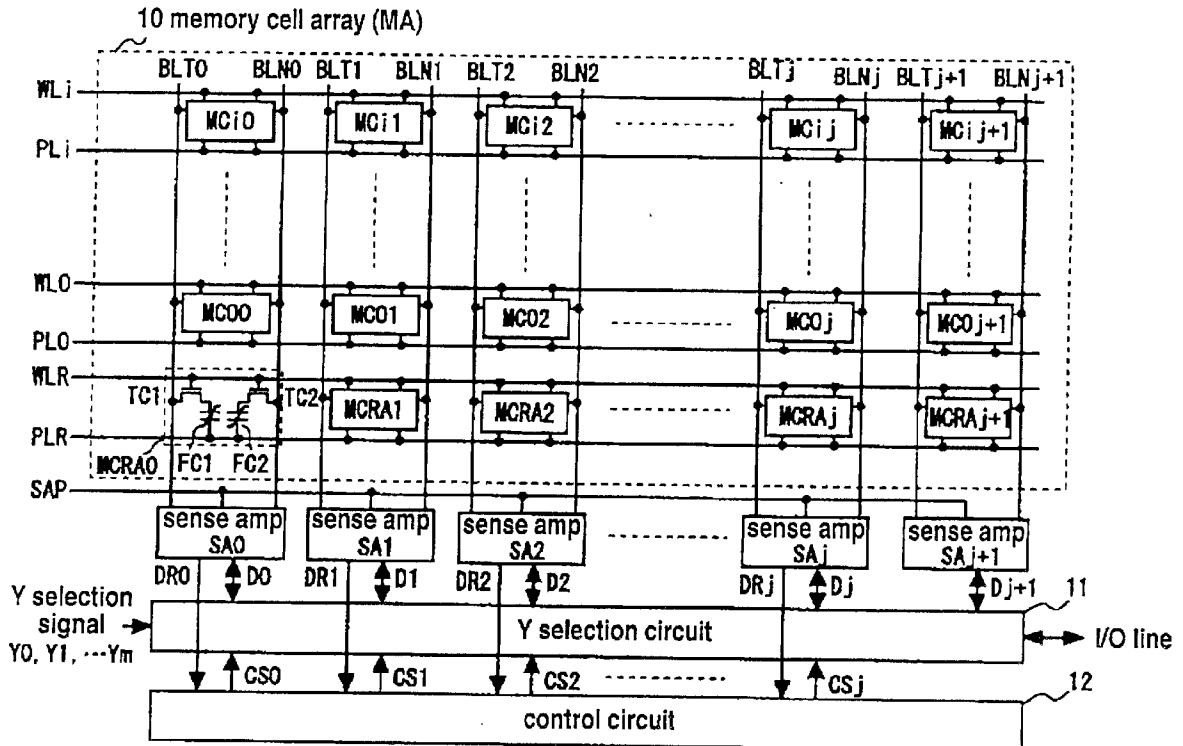 10 memory cell array (MA)
BLT0 BLN0 BLT1 BLN1 BLT2 BLN2 BLTj BLNj BLTj+1 BLNj+1
WLi
MCi0 MCi1 MCi2 MCij MCij+1
PLi
WL0
MC00 MC01 MC02 MC0j MC0j+1
PL0
WLR
TC1 TC2 MCRA1 MCRA2 MCRAj MCRAj+1
PLR
MCRA0 FC1 FC2
SAP
sense amp SA0
sense amp SA1
sense amp SA2
sense amp SAj
sense amp SAj+1
DR0 D0 DR1 D1 DR2 D2 DRj Dj Dj+1
11
Y selection signal
Y0, Y1, ···Ym
Y selection circuit
I/O line
CS0 CS1 CS2 CSj
12
control circuit